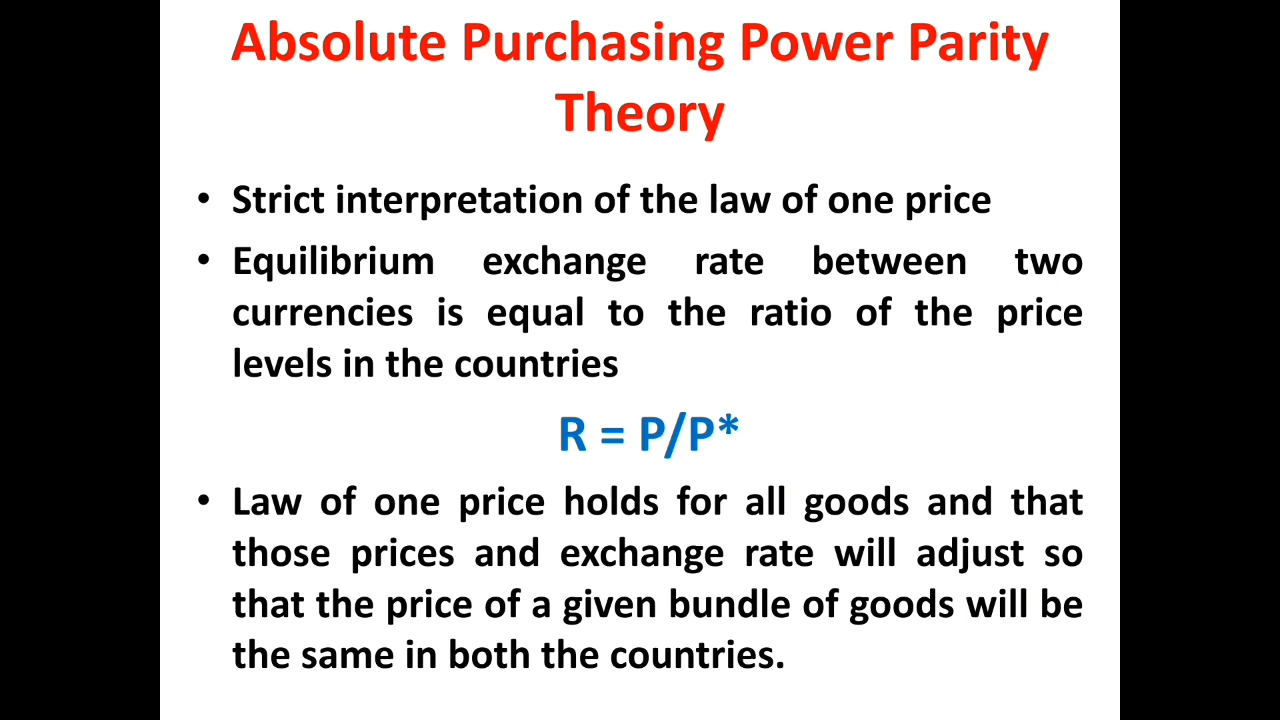 Absolute Purchasing Power Parity
Theory
• Strict interpretation of the law of one price
• Equilibrium exchange rate between two
currencies is equal to the ratio of the price
levels in the countries
R = P/P*
• Law of one price holds for all goods and that
those prices and exchange rate will adjust so
that the price of a given bundle of goods will be
the same in both the countries.